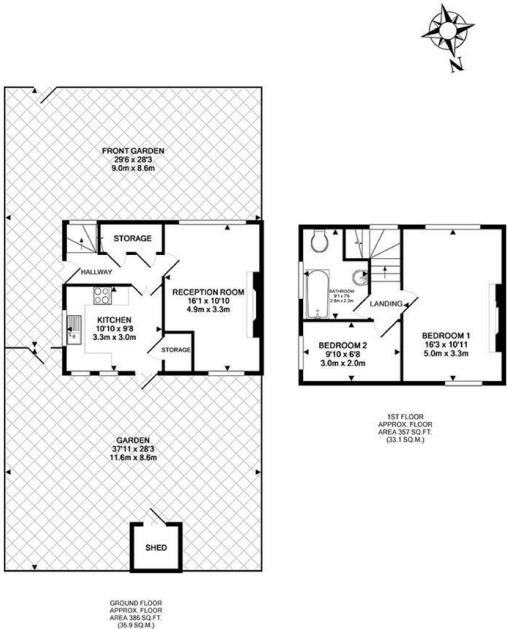 N
FRONT GARDEN
29'6 x 28'3
9.0m x 8.6m
STORAGE
HALLWAY
RECEPTION ROOM
16'1 x 10'10
4.9m x 3.3m
KITCHEN
10'10 x 9'8
3.3m x 3.0m
STORAGE
GARDEN
37'11 x 28'3
11.6m x 8.6m
SHED
GROUND FLOOR
APPROX. FLOOR
AREA 386 SQ.FT.
(35.9 SQ.M.)
BATHROOM
9'1 x 7'6
2.8m x 2.3m
LANDING
BEDROOM 2
9'10 x 6'8
3.0m x 2.0m
BEDROOM 1
16'3 x 10'11
5.0m x 3.3m
1ST FLOOR
APPROX. FLOOR
AREA 357 SQ.FT.
(33.1 SQ.M.)